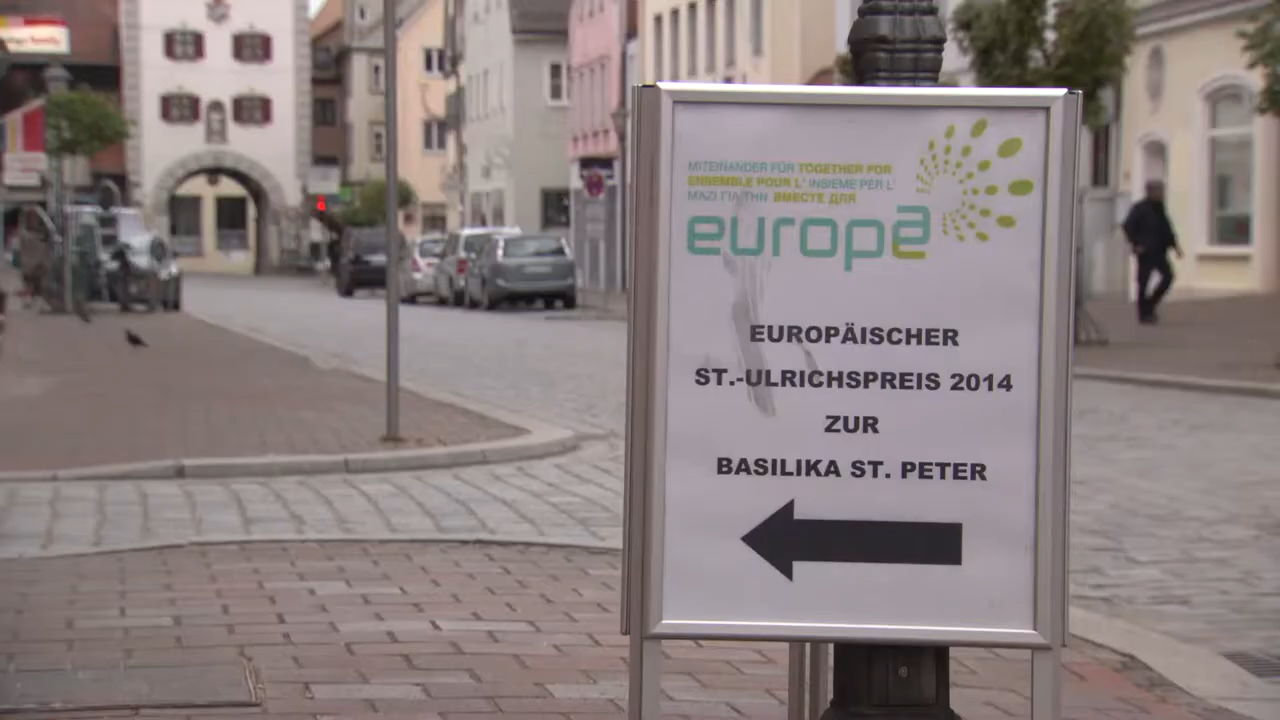 MITEINANDER FÜR TOGETHER FOR
ENSEMBLE POUR L' INSIEME PER L'
MAZI ΓΙΑ ΤΗΝ ВМЕСТЕ ДЛЯ
europa
EUROPÄISCHER
ST.-ULRICHSPREIS 2014
ZUR
BASILIKA ST. PETER